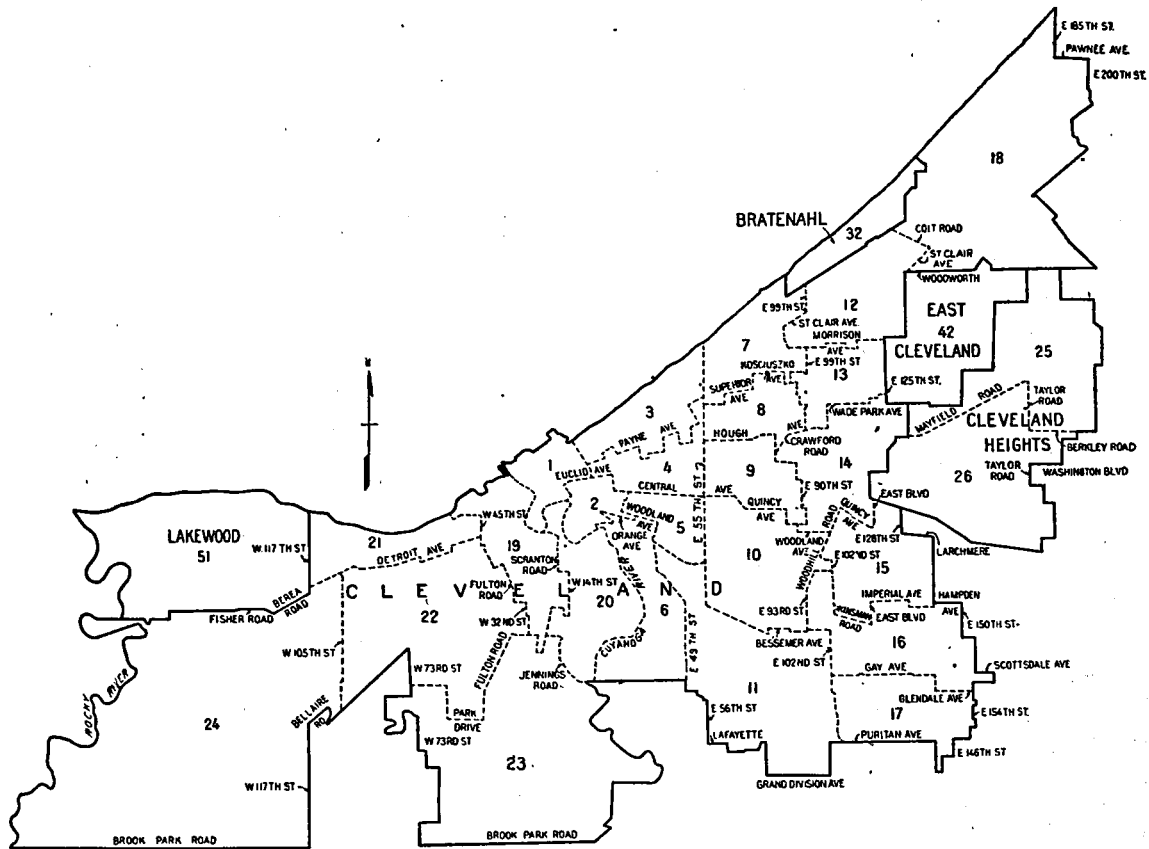 E 185TH ST.
PAWNEE AVE.
E 200TH ST.
18
BRATENAHL
32
COIT ROAD
ST CLAIR
AVE
WOODWORTH
E 99TH ST.
12
EAST
42
CLEVELAND
ST CLAIR AVE.
MORRISON
AVE
7
25
KOSCIUSZKO
AVE
E 99TH ST
13
E 125TH ST.
SUPERIOR
AVE
8
MAYFIELD ROAD
TAYLOR
ROAD
WADE PARK AVE
CLEVELAND
HEIGHTS
3
PAYNE AVE
HOUGH AVE
CRAWFORD
ROAD
BERKLEY ROAD
14
1
EUCLID AVE
4
9
TAYLOR
ROAD
WASHINGTON BLVD
26
CENTRAL AVE
E 90TH ST
E 55TH ST
QUINCY
AVE
EAST BLVD
QUINCY
AVE
2
WOODLAND
AVE
5
ORANGE AVE
LAKEWOOD
51
W. 117TH ST
21
DETROIT AVE
W 45TH ST
19
SCRANTON
ROAD
10
WOODLAND
AVE
WOODHILL ROAD
E 128TH ST
LARCHMERE
E 102ND ST
15
BEREA
ROAD
FISHER ROAD
CLEVELAND
22
FULTON
ROAD
W 14TH ST
20
RIVER
6
W 32ND ST
E 93RD ST
IMPERIAL AVE
HAMPDEN
AVE
KINSMAN
ROAD
EAST BLVD
E 150TH ST.
BESSEMER AVE
16
W 105TH ST
FULTON ROAD
CUYAHOGA
E 49TH ST
E 102ND ST
GAY AVE
SCOTTSDALE AVE
ROCKY
RIVER
24
BELLAIRE
RD
W 73RD ST
JENNINGS
ROAD
11
GLENDALE AVE
PARK
DRIVE
E 56TH ST
17
E 154TH ST.
W 73RD ST
LAFAYETTE
PURITAN AVE
E 146TH ST
23
W 117TH ST
GRAND DIVISION AVE
BROOK PARK ROAD
BROOK PARK ROAD